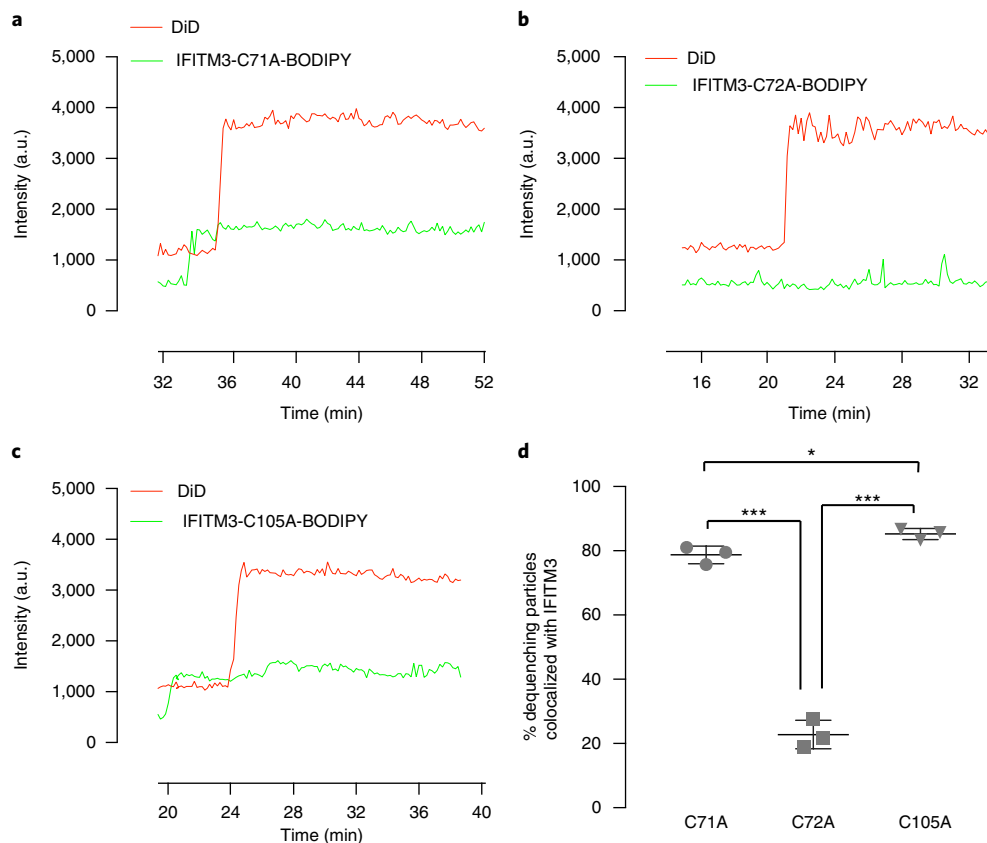 a
DiD
IFITM3-C71A-BODIPY
5,000
4,000
3,000
2,000
1,000
0
Intensity (a.u.)
32 36 40 44 48 52
Time (min)
b
DiD
IFITM3-C72A-BODIPY
5,000
4,000
3,000
2,000
1,000
0
Intensity (a.u.)
16 20 24 28 32
Time (min)
c
DiD
IFITM3-C105A-BODIPY
5,000
4,000
3,000
2,000
1,000
0
Intensity (a.u.)
20 24 28 32 36 40
Time (min)
d
*
*** ***
100
80
60
40
20
0
% dequenching particles
colocalized with IFITM3
C71A C72A C105A